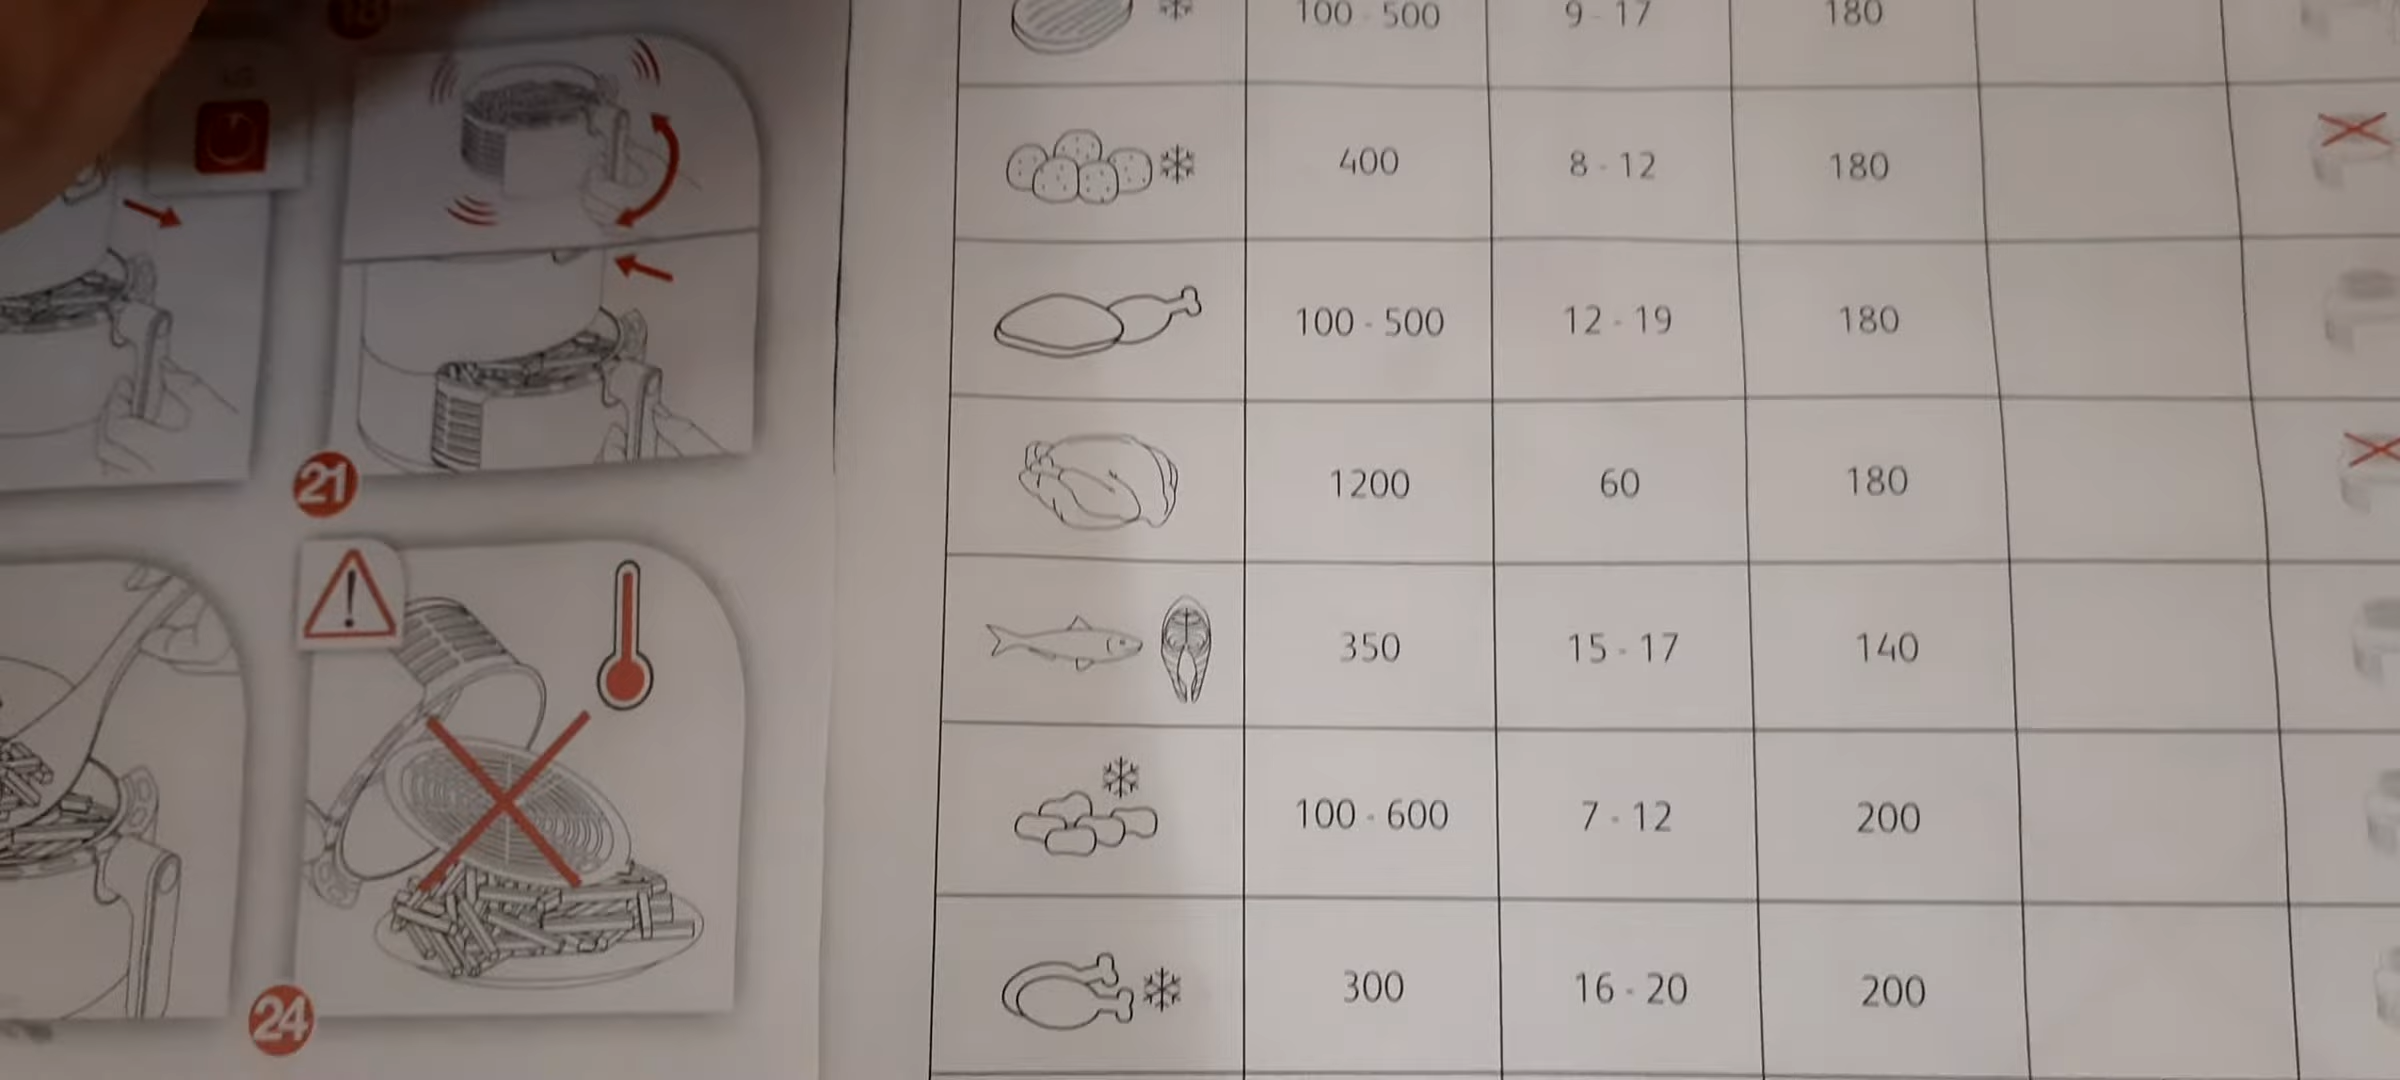 18
21
24
100 - 500 9 - 17 180
400 8 - 12 180
100 - 500 12 - 19 180
1200 60 180
350 15 - 17 140
100 - 600 7 - 12 200
300 16 - 20 200